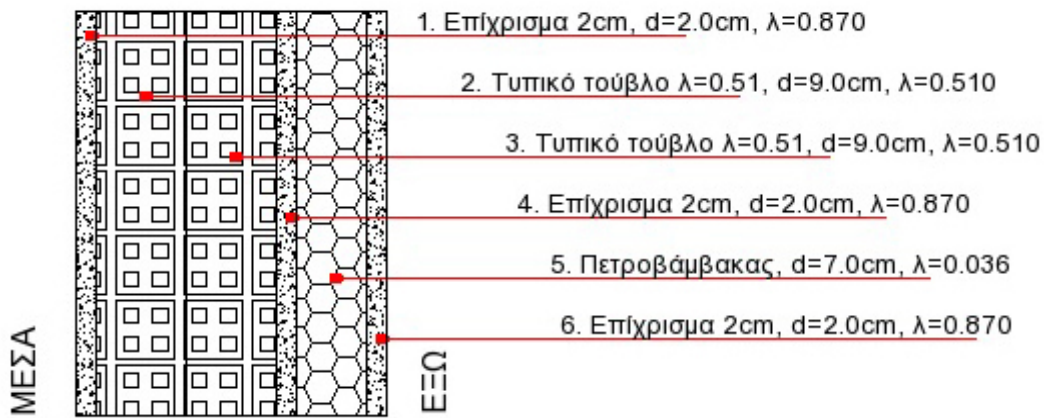 1. Επίχρισμα 2cm, d=2.0cm, λ=0.870
2. Τυπικό τούβλο λ=0.51, d=9.0cm, λ=0.510
3. Τυπικό τούβλο λ=0.51, d=9.0cm, λ=0.510
4. Επίχρισμα 2cm, d=2.0cm, λ=0.870
5. Πετροβάμβακας, d=7.0cm, λ=0.036
6. Επίχρισμα 2cm, d=2.0cm, λ=0.870
ΜΕΣΑ
ΕΞΩ